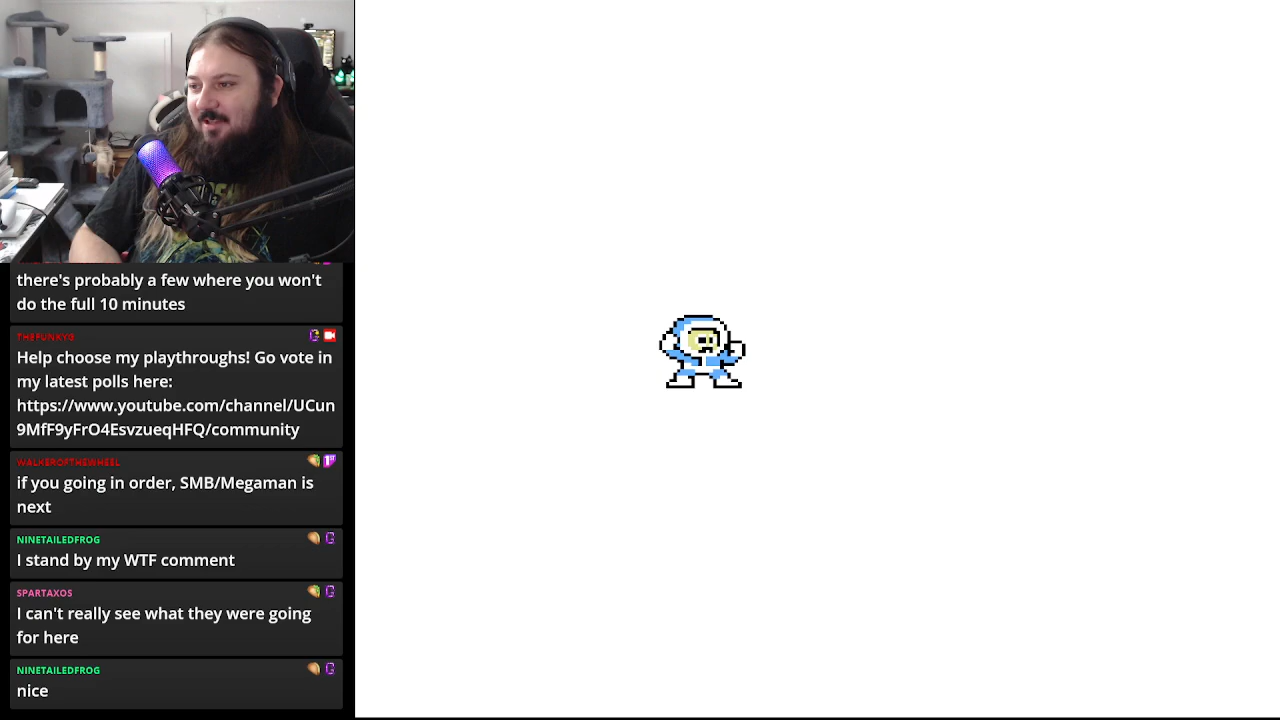 there's probably a few where you won't
do the full 10 minutes
THEFUNKYG
Help choose my playthroughs! Go vote in
my latest polls here:
https://www.youtube.com/channel/UCun
9MfF9yFrO4EsvzueqHFQ/community
WALKEROFTHEWHEEL
if you going in order, SMB/Megaman is
next
NINETAILEDFROG
I stand by my WTF comment
SPARTAXOS
I can't really see what they were going
for here
NINETAILEDFROG
nice